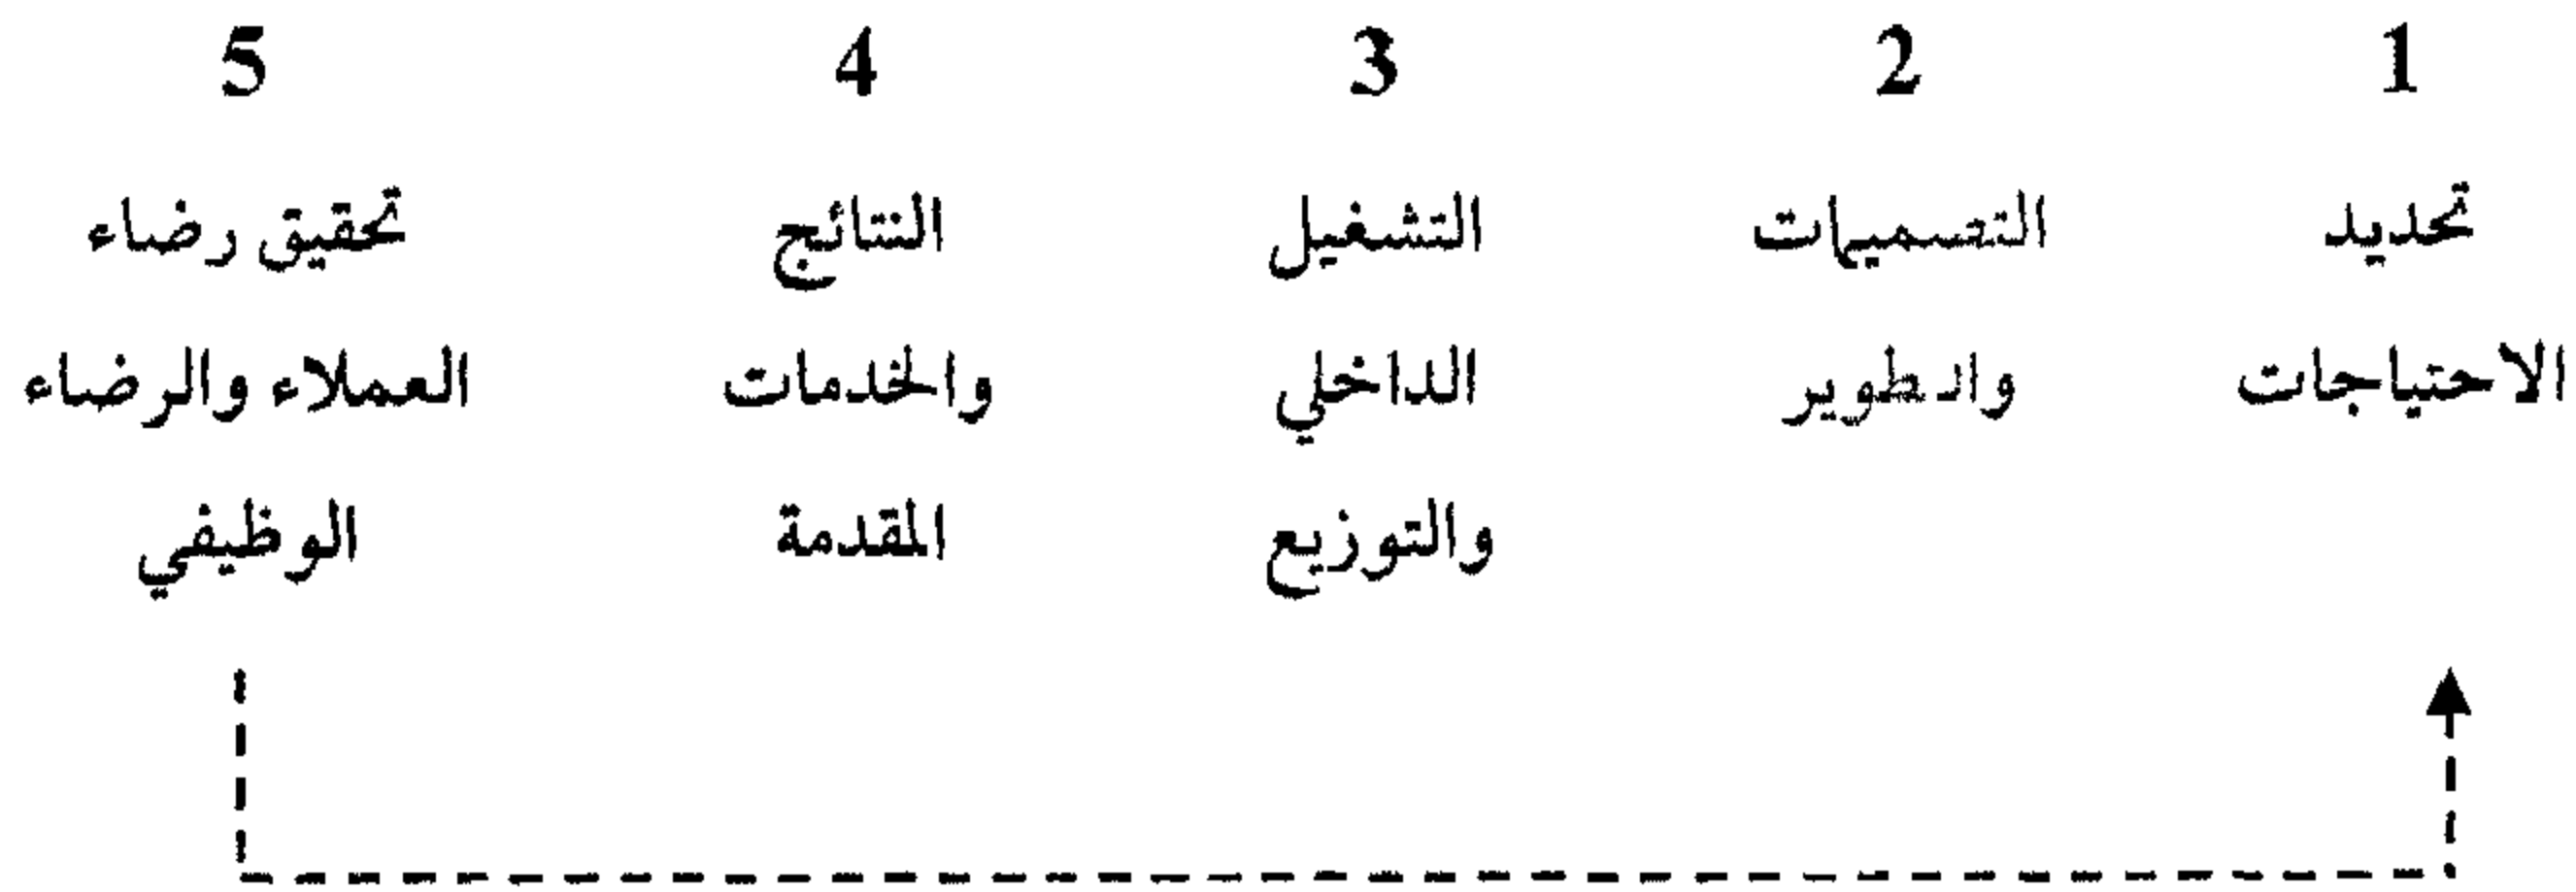 1 2 3 4 5
تحديد التصميمات التشغيل النتائج تحقيق رضاء
الاحتياجات والتطوير الداخلي والخدمات العملاء والرضاء
والتوزيع المقدمة الوظيفي